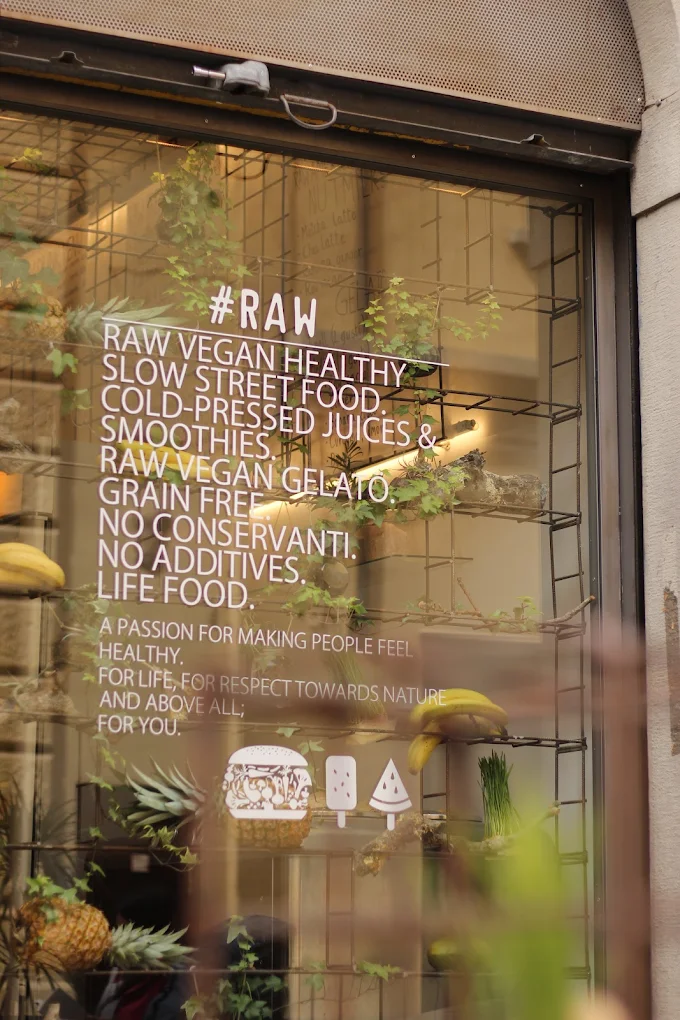 #RAW
RAW VEGAN HEALTHY
SLOW STREET FOOD.
COLD-PRESSED JUICES &
SMOOTHIES.
RAW VEGAN GELATO.
GRAIN FREE.
NO CONSERVANTI.
NO ADDITIVES.
LIFE FOOD.
A PASSION FOR MAKING PEOPLE FEEL
HEALTHY.
FOR LIFE, FOR RESPECT TOWARDS NATURE
AND ABOVE ALL;
FOR YOU.